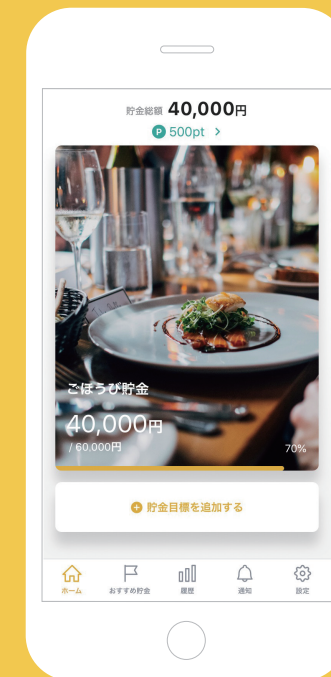 貯金総額 40,000円
P 500pt >
ごほうび貯金
40,000円
/ 60.000円
70%
貯金目標を追加する
ホーム おすすめ貯金 履歴 通知 設定